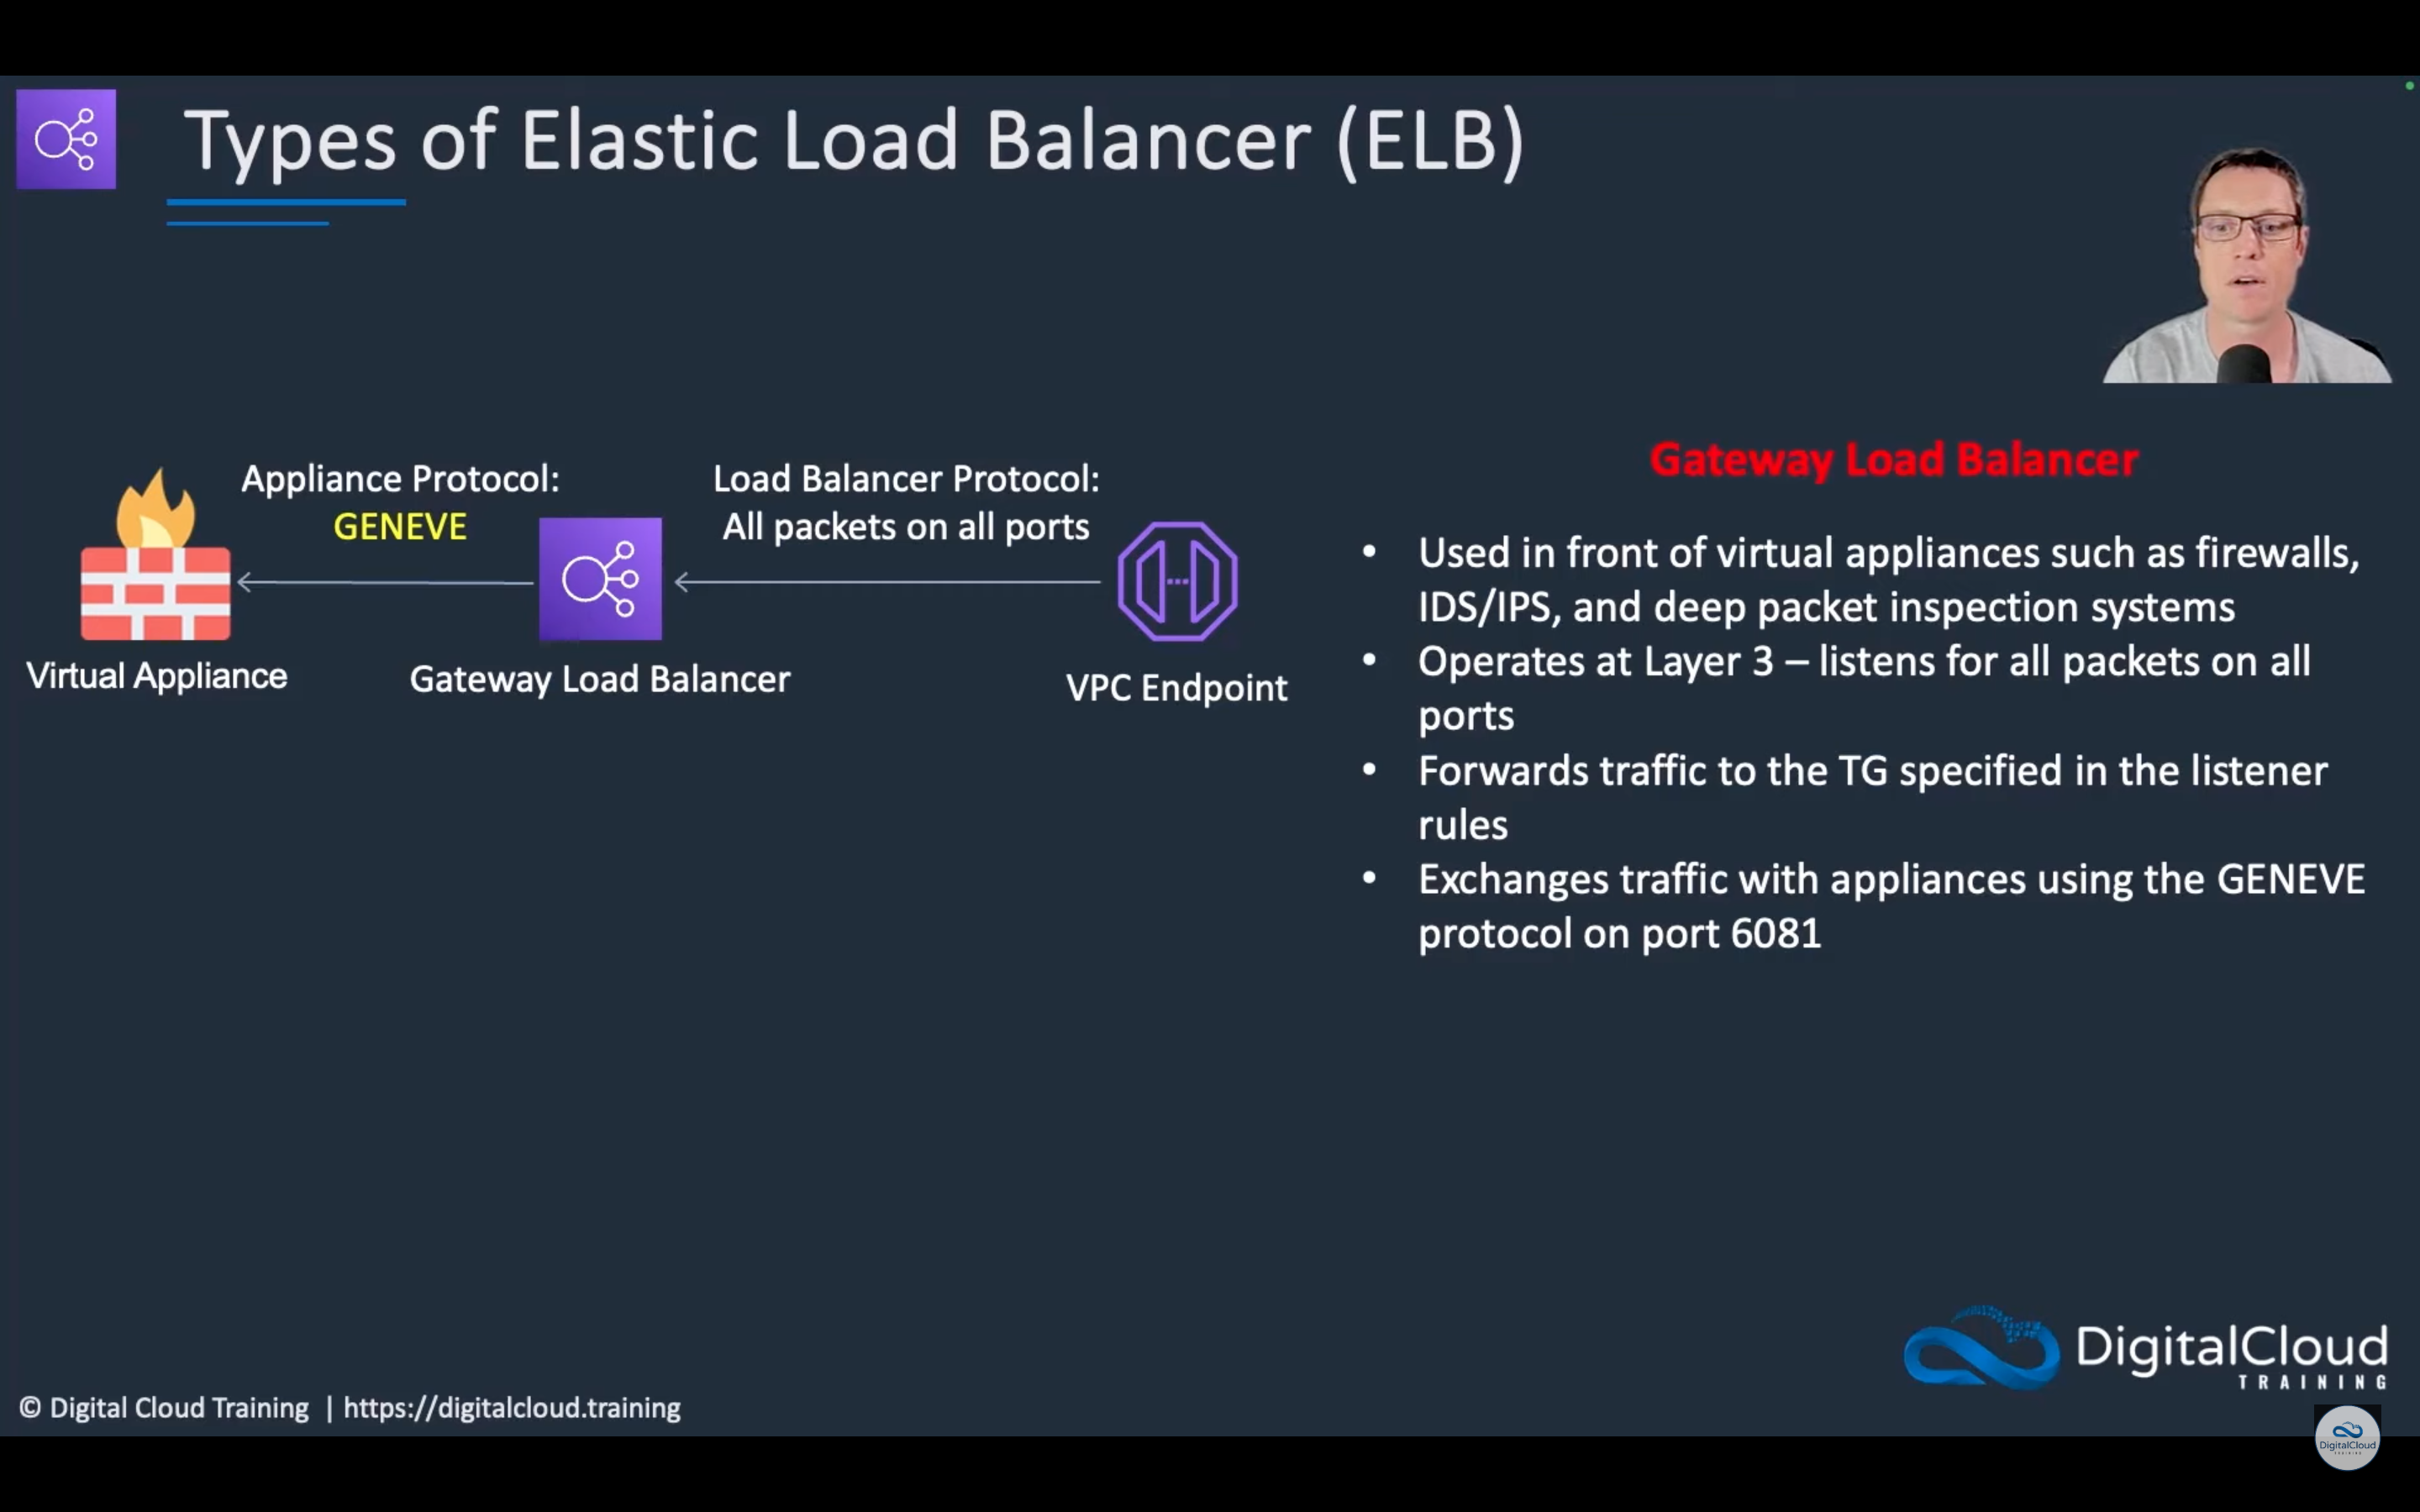 Types of Elastic Load Balancer (ELB)
Appliance Protocol:
GENEVE
Load Balancer Protocol:
All packets on all ports
Virtual Appliance
Gateway Load Balancer
VPC Endpoint
Gateway Load Balancer
• Used in front of virtual appliances such as firewalls,
IDS/IPS, and deep packet inspection systems
• Operates at Layer 3 – listens for all packets on all
ports
• Forwards traffic to the TG specified in the listener
rules
• Exchanges traffic with appliances using the GENEVE
protocol on port 6081
DigitalCloud
TRAINING
© Digital Cloud Training | https://digitalcloud.training
DigitalCloud
TRAINING